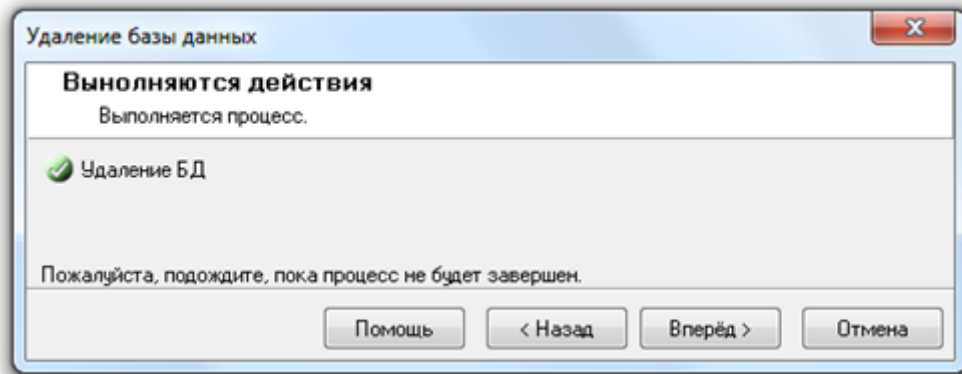 Удаление базы данных
Вынолняются действия
Выполняется процесс.
Удаление БД
Пожалуйста, подождите, пока процесс не будет завершен.
Помощь < Назад Вперёд > Отмена